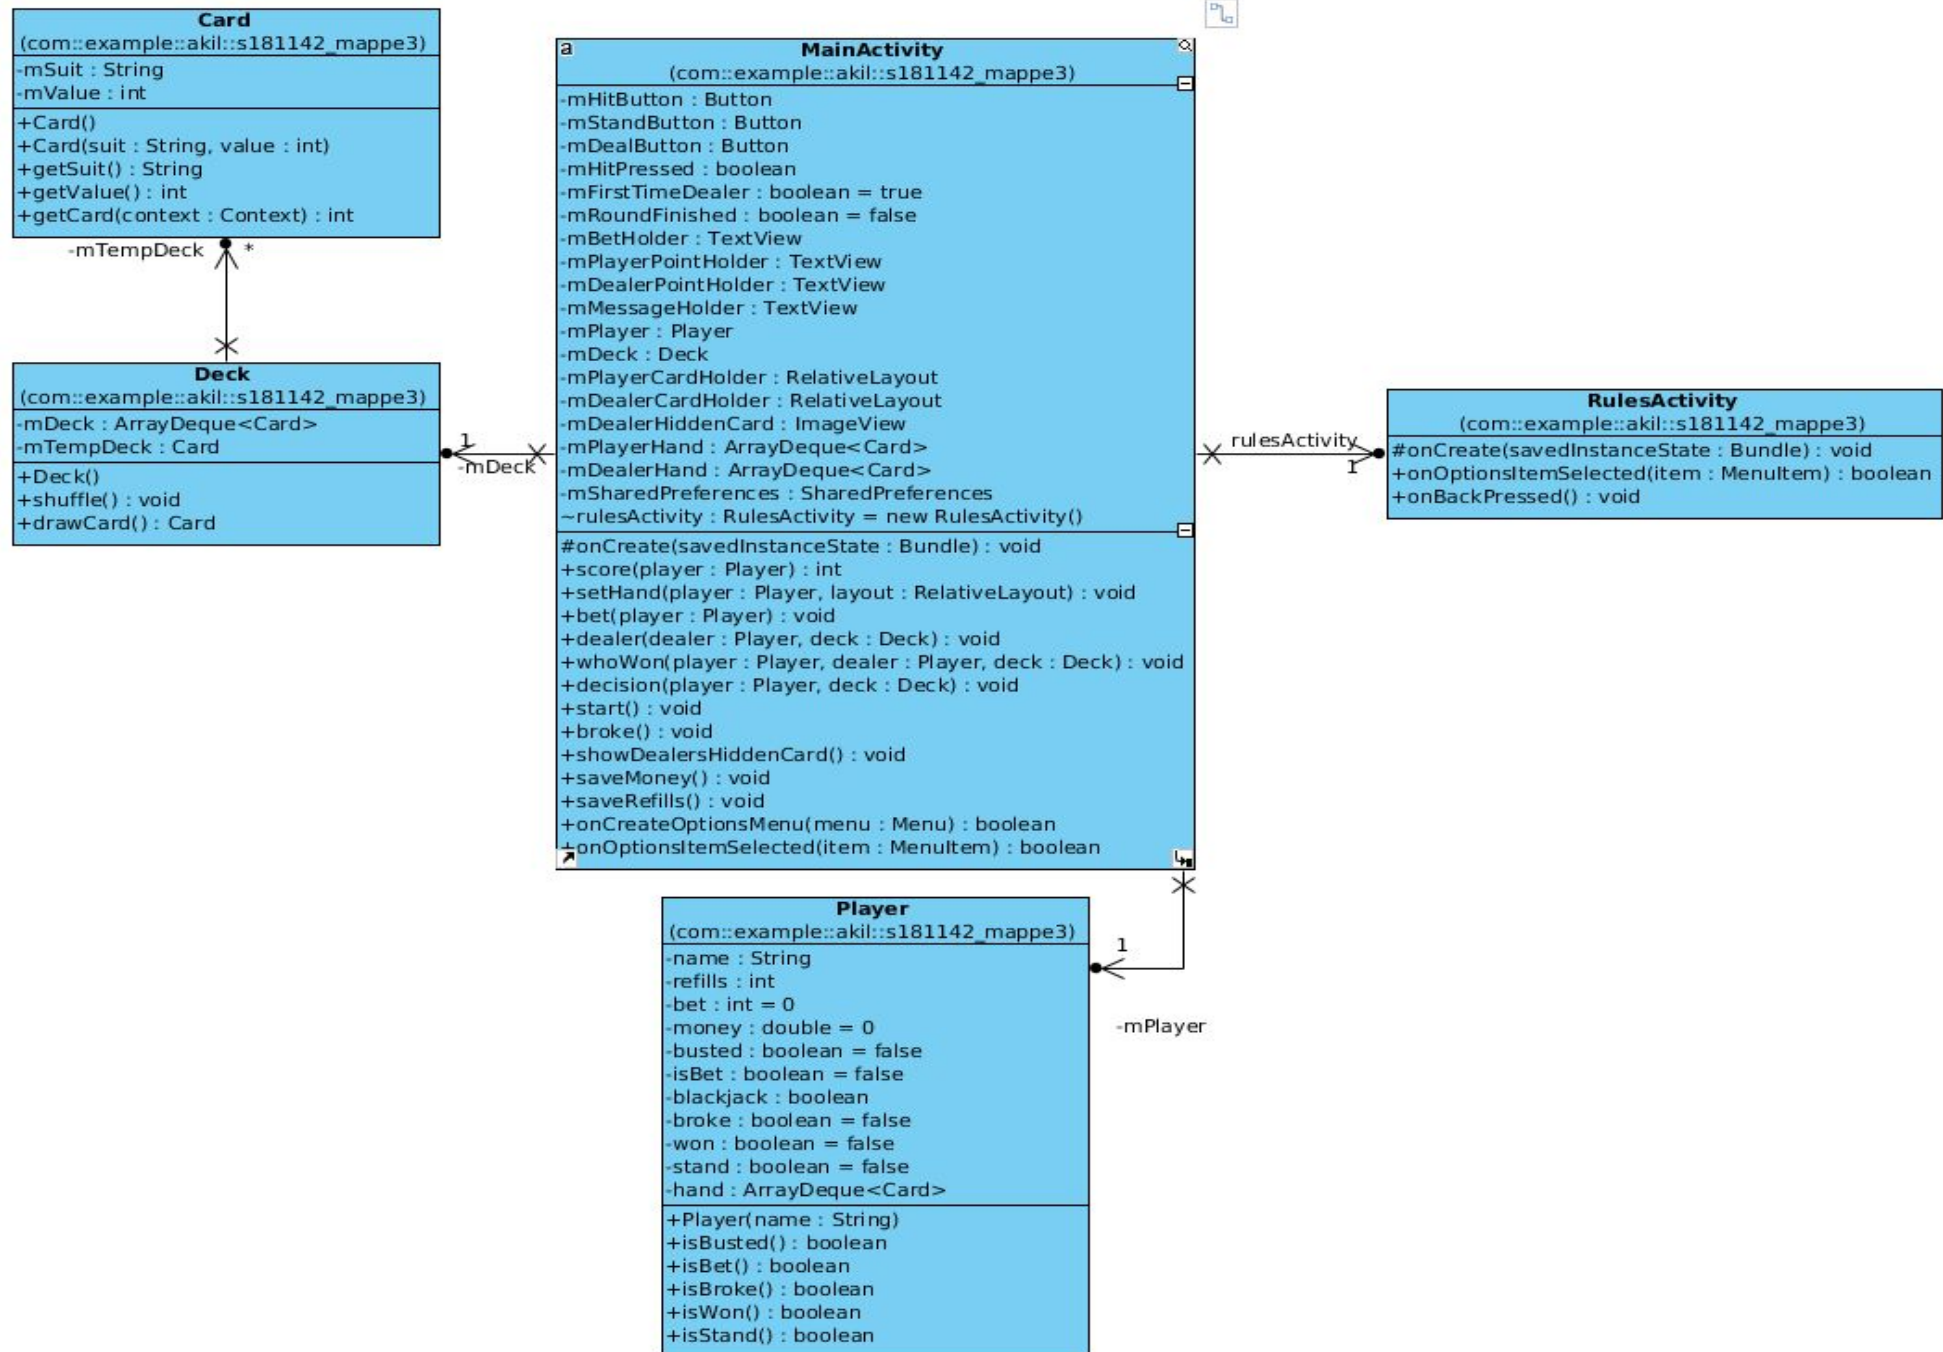 Card
(com::example::akil::s181142_mappe3)
-mSuit : String
-mValue : int
+Card()
+Card(suit : String, value : int)
+getSuit() : String
+getValue() : int
+getCard(context : Context) : int
-mTempDeck
*
Deck
(com::example::akil::s181142_mappe3)
-mDeck : ArrayDeque<Card>
-mTempDeck : Card
+Deck()
+shuffle() : void
+drawCard() : Card
1
-mDeck
a
MainActivity
(com::example::akil::s181142_mappe3)
-mHitButton : Button
-mStandButton : Button
-mDealButton : Button
-mHitPressed : boolean
-mFirstTimeDealer : boolean = true
-mRoundFinished : boolean = false
-mBetHolder : TextView
-mPlayerPointHolder : TextView
-mDealerPointHolder : TextView
-mMessageHolder : TextView
-mPlayer : Player
-mDeck : Deck
-mPlayerCardHolder : RelativeLayout
-mDealerCardHolder : RelativeLayout
-mDealerHiddenCard : ImageView
-mPlayerHand : ArrayDeque<Card>
-mDealerHand : ArrayDeque<Card>
-mSharedPreferences : SharedPreferences
~rulesActivity : RulesActivity = new RulesActivity()
#onCreate(savedInstanceState : Bundle) : void
+score(player : Player) : int
+setHand(player : Player, layout : RelativeLayout) : void
+bet(player : Player) : void
+dealer(dealer : Player, deck : Deck) : void
+whoWon(player : Player, dealer : Player, deck : Deck) : void
+decision(player : Player, deck : Deck) : void
+start() : void
+broke() : void
+showDealersHiddenCard() : void
+saveMoney() : void
+saveRefills() : void
+onCreateOptionsMenu(menu : Menu) : boolean
+onOptionsItemSelected(item : MenuItem) : boolean
rulesActivity
1
RulesActivity
(com::example::akil::s181142_mappe3)
#onCreate(savedInstanceState : Bundle) : void
+onOptionsItemSelected(item : MenuItem) : boolean
+onBackPressed() : void
1
-mPlayer
Player
(com::example::akil::s181142_mappe3)
-name : String
-refills : int
-bet : int = 0
-money : double = 0
-busted : boolean = false
-isBet : boolean = false
-blackjack : boolean
-broke : boolean = false
-won : boolean = false
-stand : boolean = false
-hand : ArrayDeque<Card>
+Player(name : String)
+isBusted() : boolean
+isBet() : boolean
+isBroke() : boolean
+isWon() : boolean
+isStand() : boolean